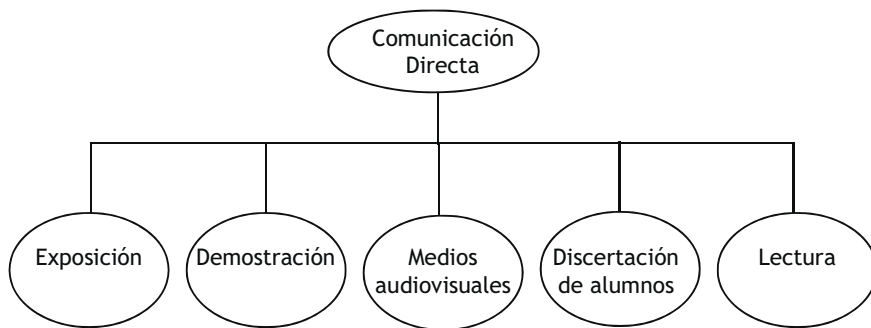 Comunicación
Directa
Exposición
Demostración
Medios
audiovisuales
Discertación
de alumnos
Lectura